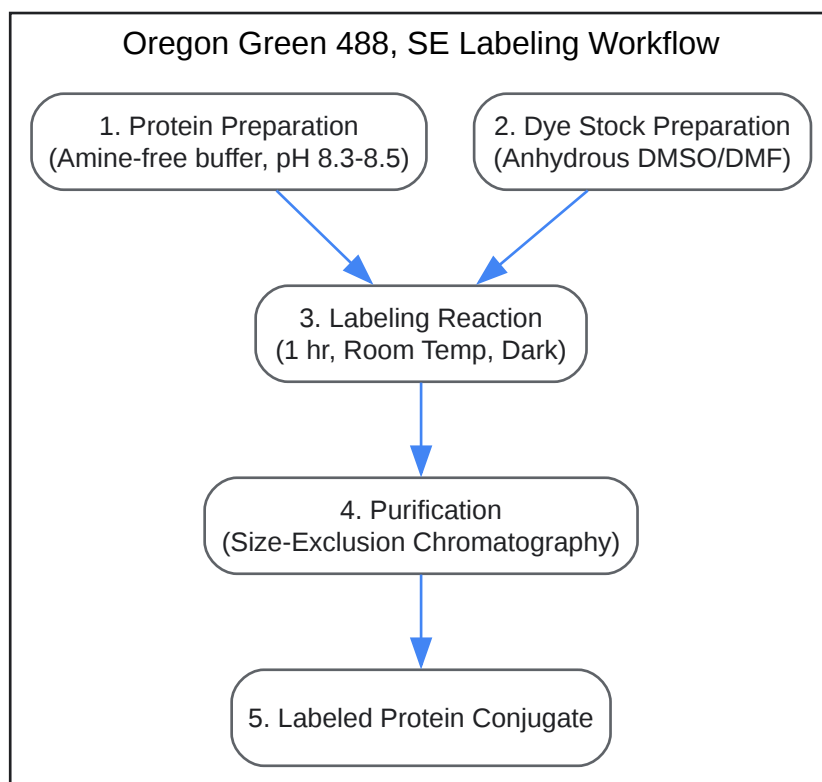 Oregon Green 488, SE Labeling Workflow
1. Protein Preparation
(Amine-free buffer, pH 8.3-8.5)
2. Dye Stock Preparation
(Anhydrous DMSO/DMF)
3. Labeling Reaction
(1 hr, Room Temp, Dark)
4. Purification
(Size-Exclusion Chromatography)
5. Labeled Protein Conjugate